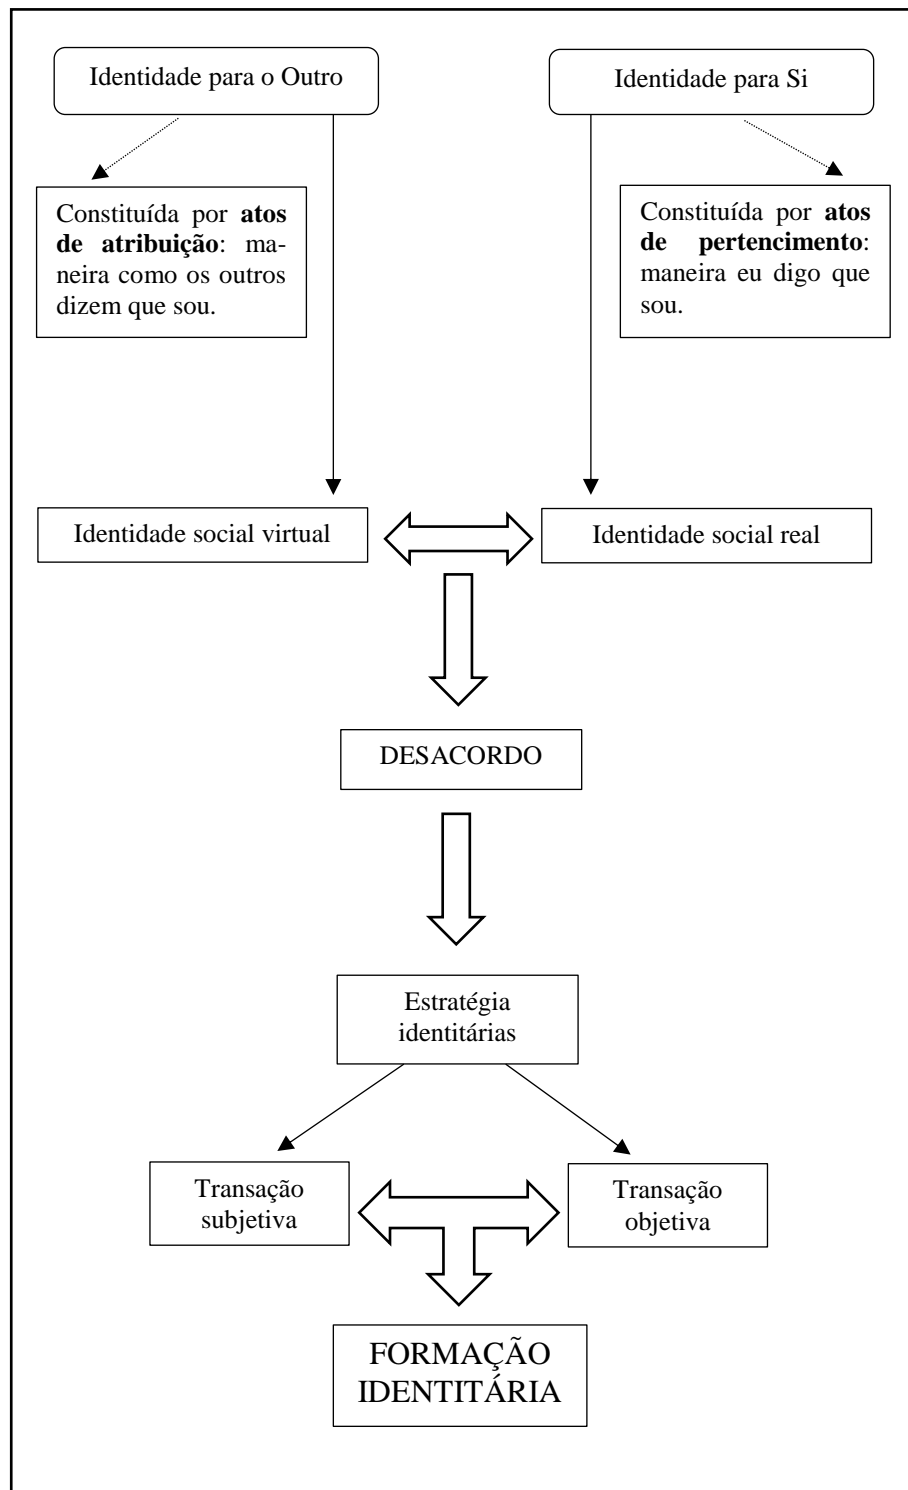 Identidade para o Outro
Identidade para Si
Constituída por atos
de atribuição: ma-
neira como os outros
dizem que sou.
Constituída por atos
de pertencimento:
maneira eu digo que
sou.
Identidade social virtual
Identidade social real
DESACORDO
Estratégia
identitárias
Transação
subjetiva
Transação
objetiva
FORMAÇÃO
IDENTITÁRIA